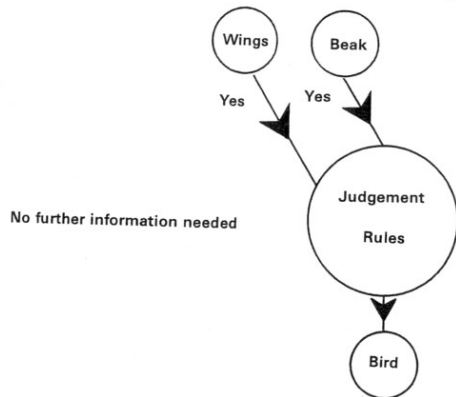 Wings
Beak
Yes
Yes
Judgement
Rules
No further information needed
Bird